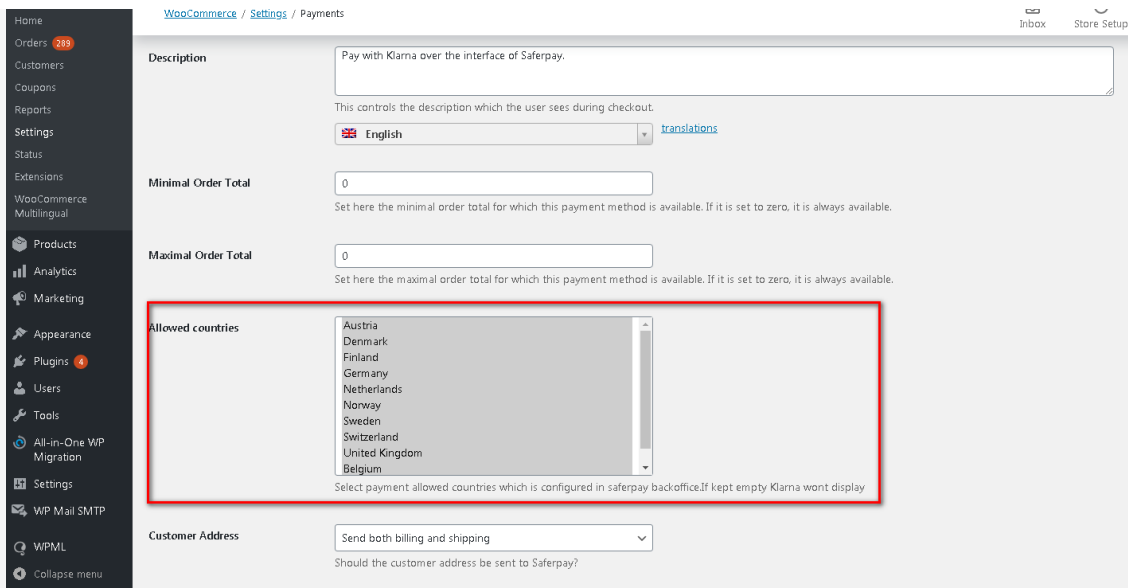 WooCommerce / Settings / Payments
Inbox
Store Setup
Home
Orders 289
Customers
Coupons
Reports
Settings
Status
Extensions
WooCommerce
Multilingual
Products
Analytics
Marketing
Appearance
Plugins 4
Users
Tools
All-in-One WP
Migration
Settings
WP Mail SMTP
WPML
Collapse menu
Description
Pay with Klarna over the interface of Saferpay.
This controls the description which the user sees during checkout.
English
translations
Minimal Order Total
0
Set here the minimal order total for which this payment method is available. If it is set to zero, it is always available.
Maximal Order Total
0
Set here the maximal order total for which this payment method is available. If it is set to zero, it is always available.
Allowed countries
Austria
Denmark
Finland
Germany
Netherlands
Norway
Sweden
Switzerland
United Kingdom
Belgium
Select payment allowed countries which is configured in saferpay backoffice.If kept empty Klarna wont display
Customer Address
Send both billing and shipping
Should the customer address be sent to Saferpay?